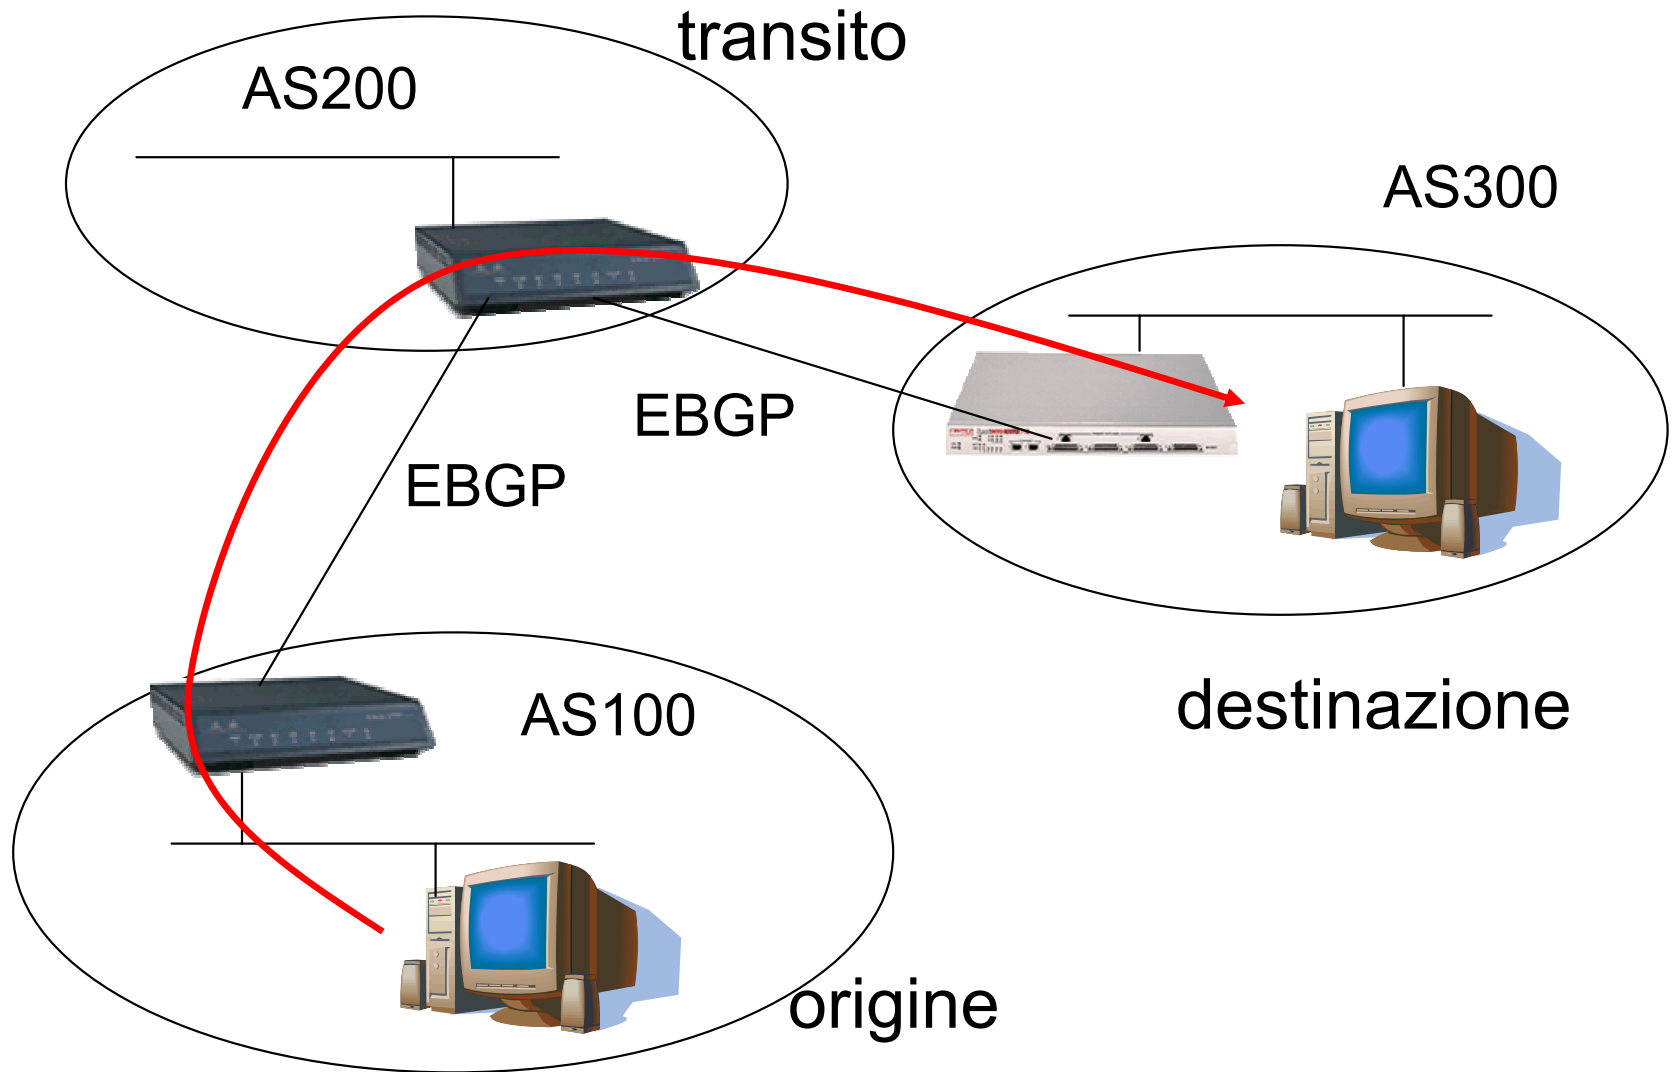 transito
AS200
AS300
EBGP
EBGP
destinazione
AS100
origine